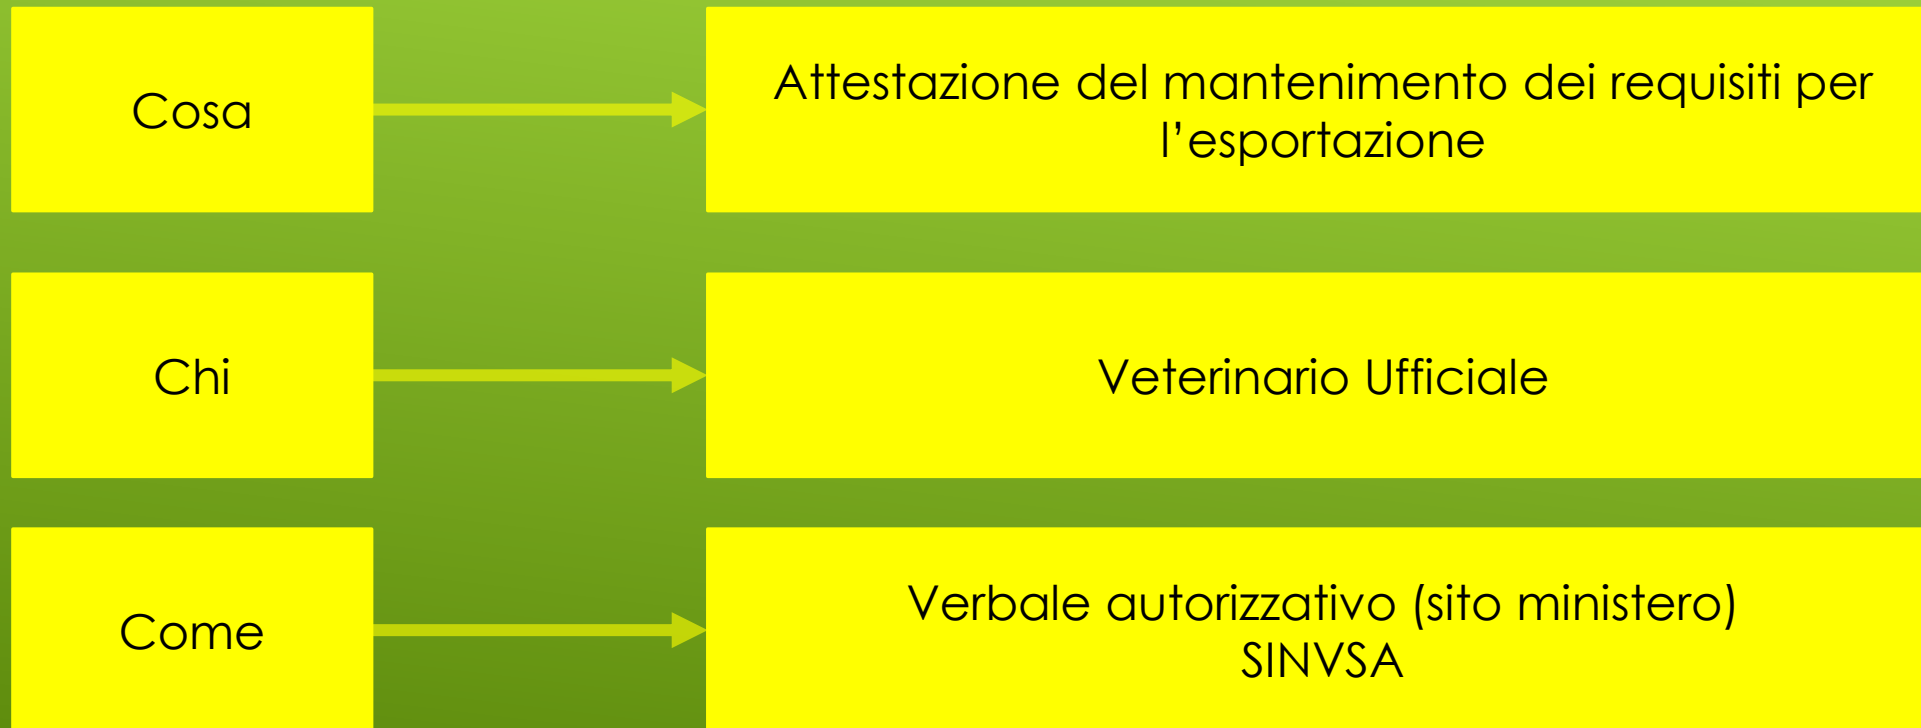 Cosa
Attestazione del mantenimento dei requisiti per
l’esportazione
Chi
Veterinario Ufficiale
Come
Verbale autorizzativo (sito ministero)
SINVSA